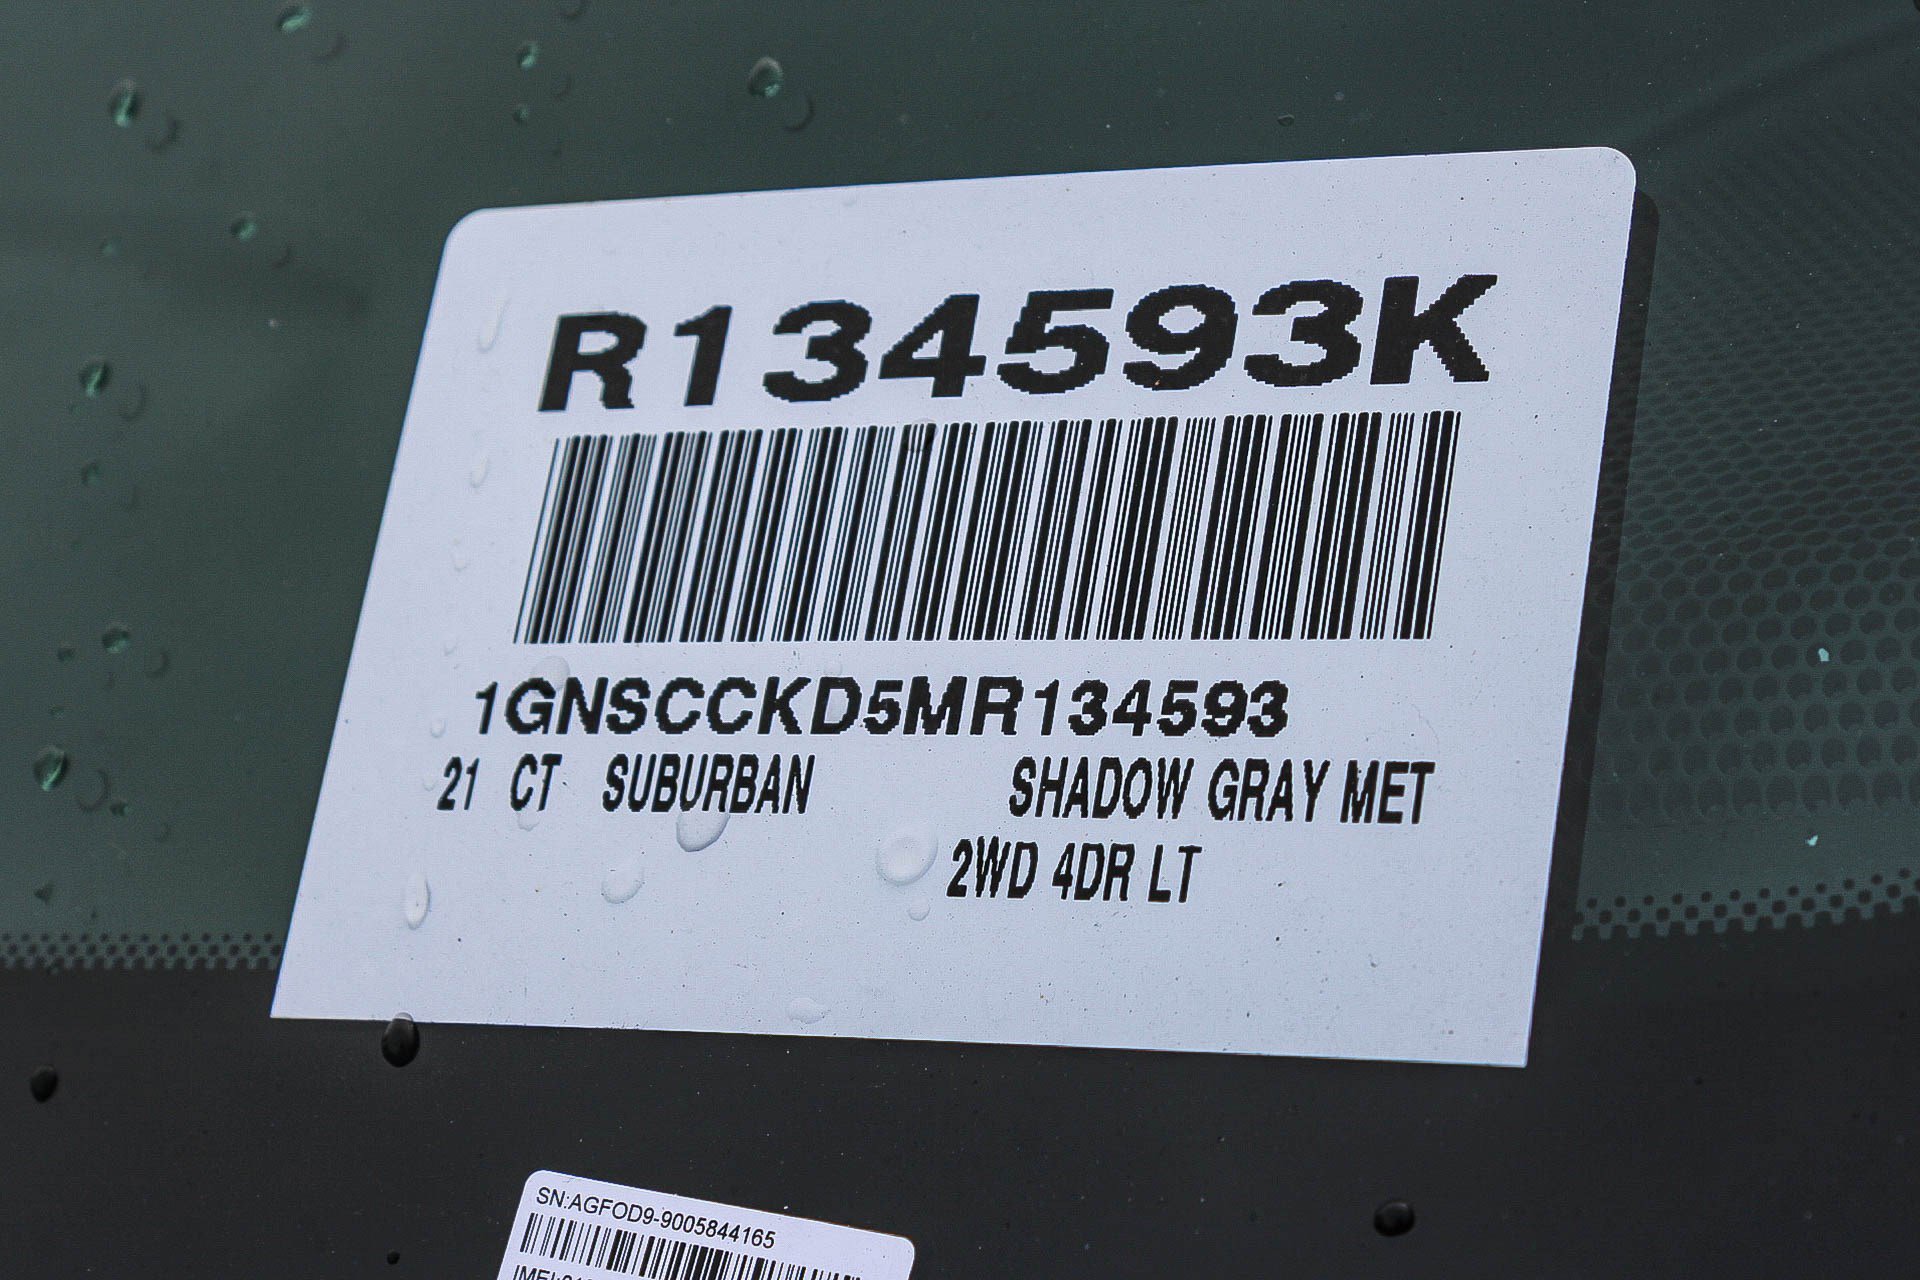 R134593K
1GNSCCKD5MR134593
21 CT SUBURBAN SHADOW GRAY MET
2WD 4DR LT
SN:AGFOD9-9005844165